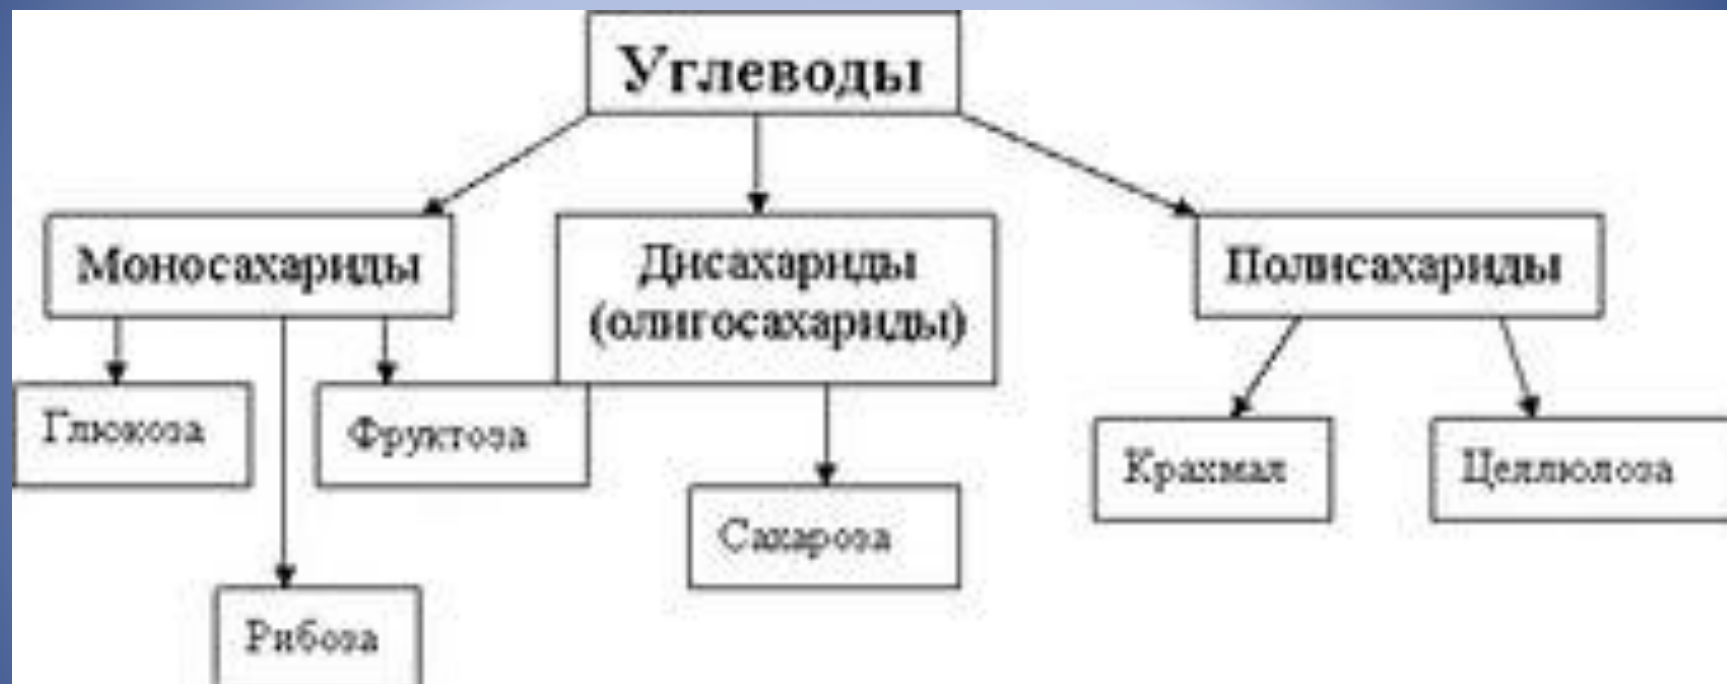 Углеводы
Моносахариды
Дисахариды
(олигосахариды)
Полисахариды
Глюкоза
Фруктоза
Крахмал
Целлюлоза
Сахароза
Рибоза